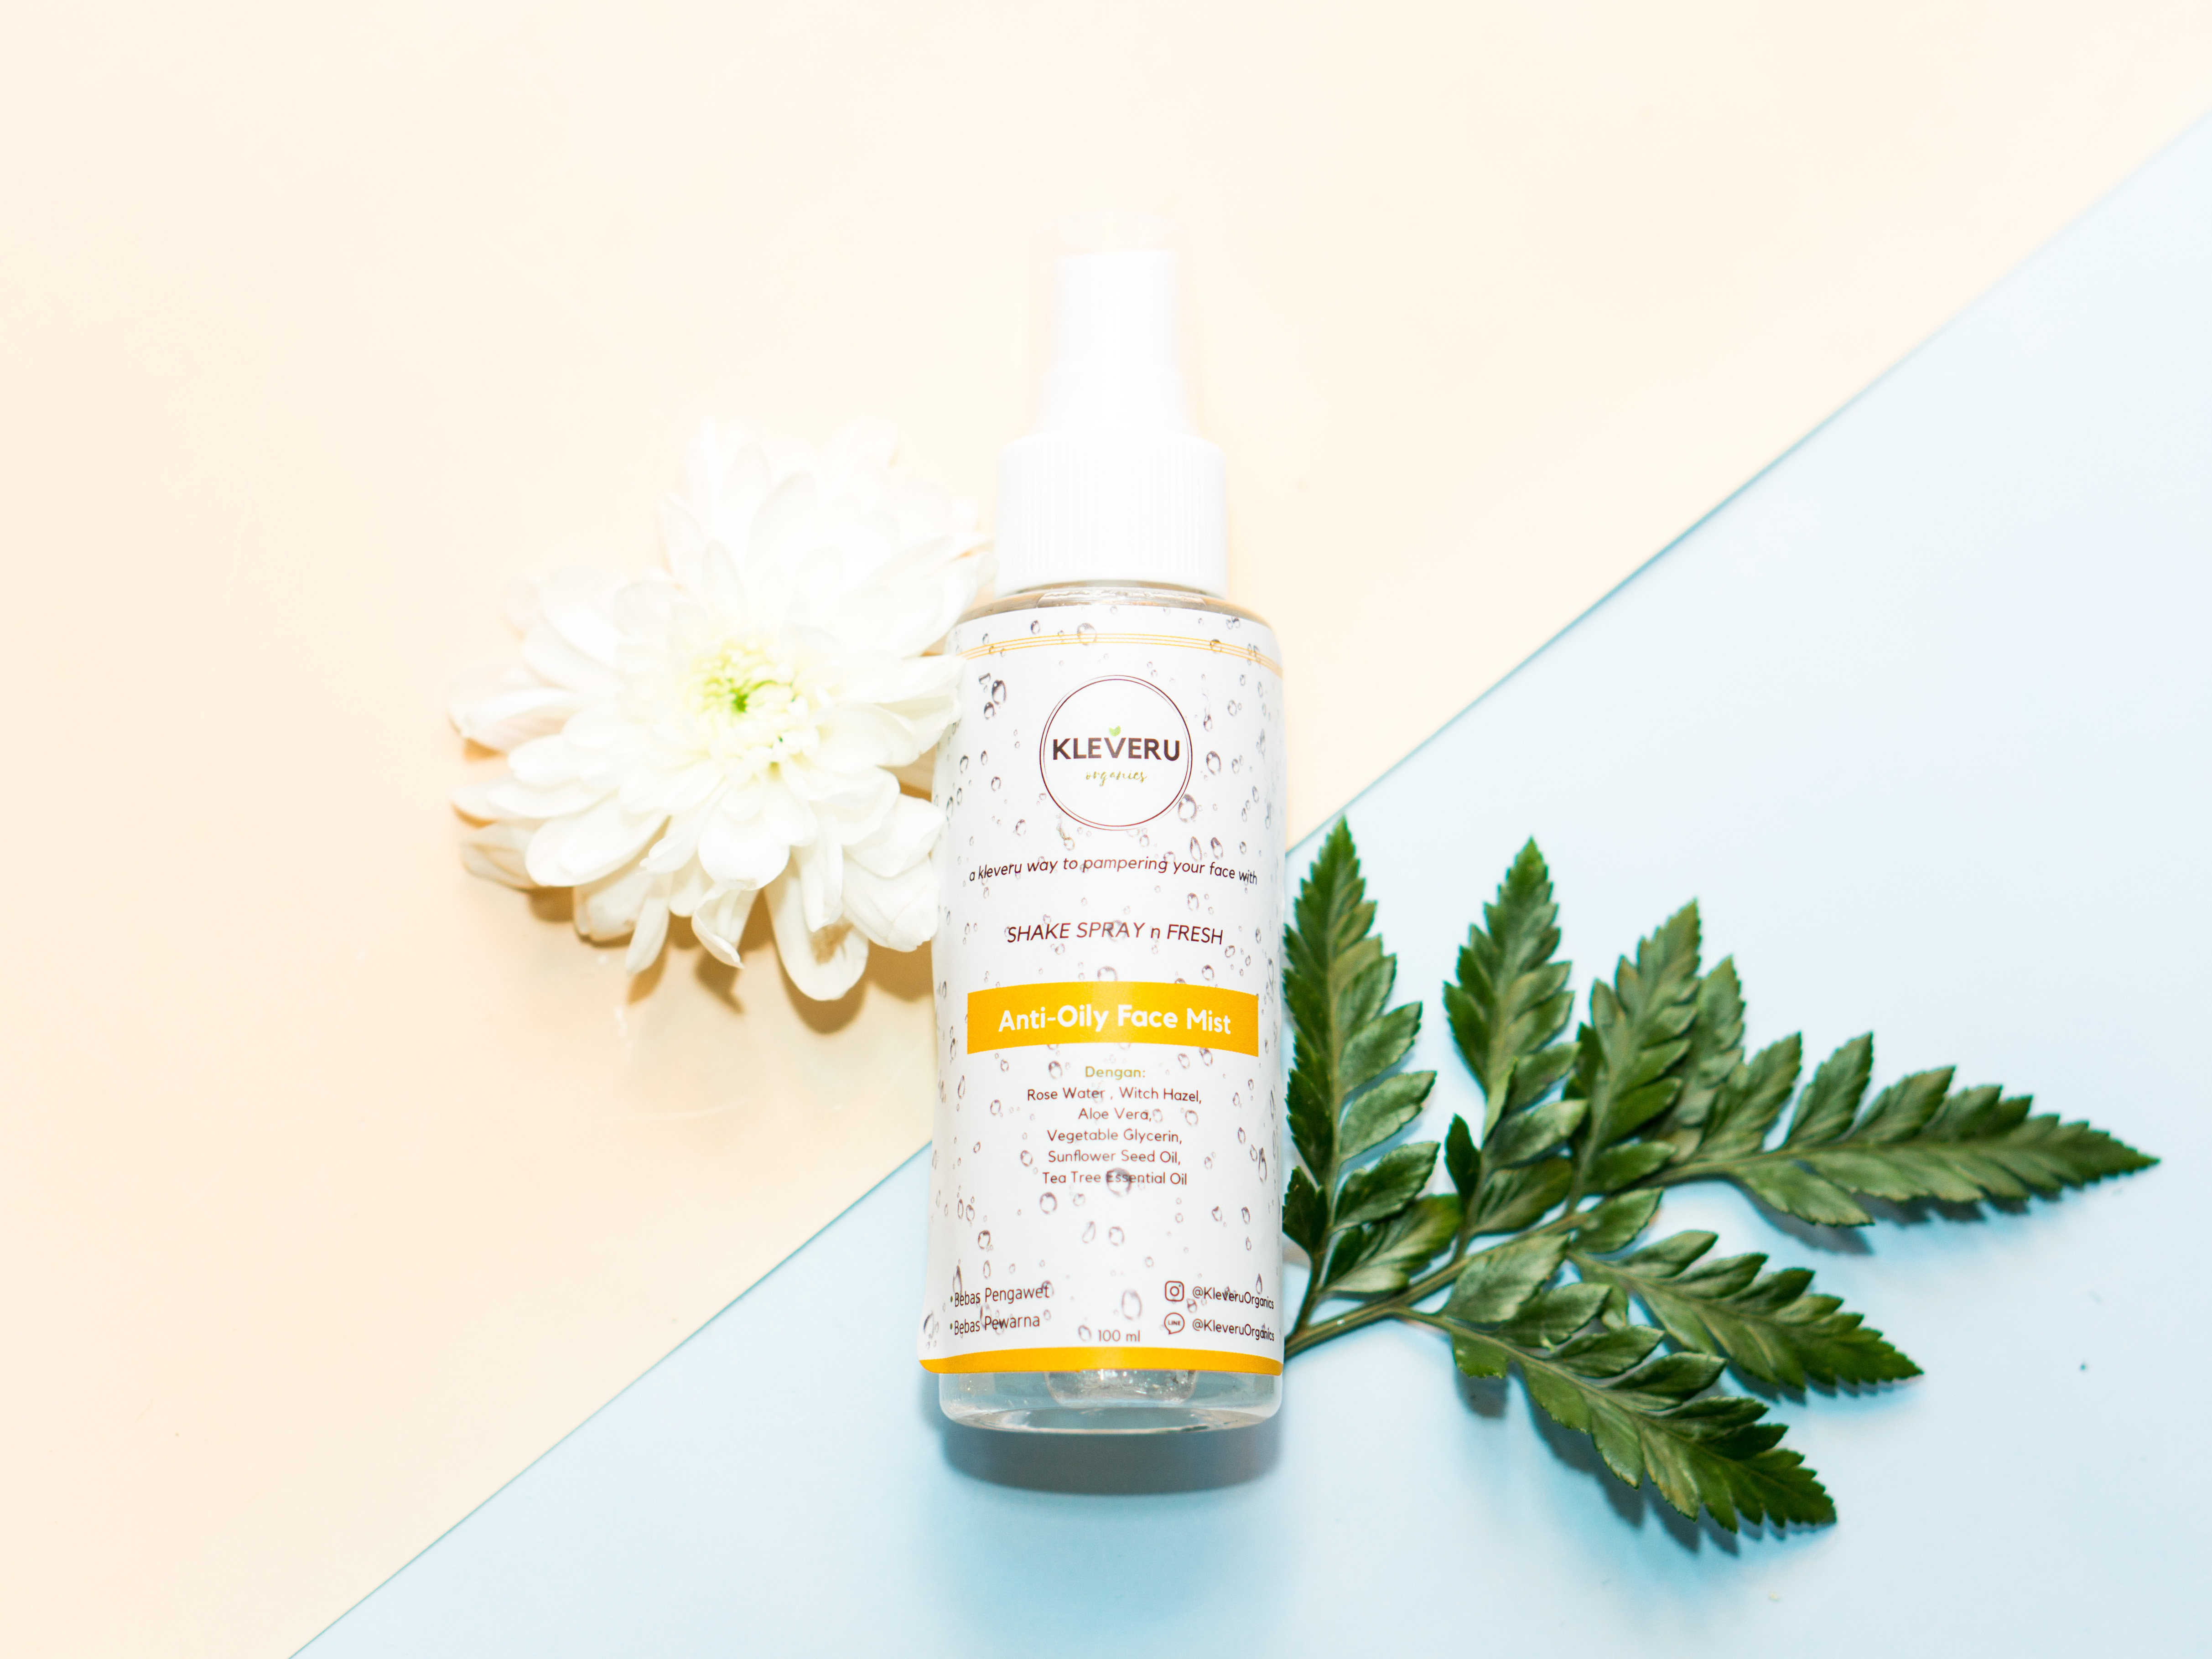 KLEVERU
organics
a kleveru way to pampering your face with
SHAKE SPRAY n FRESH
Anti-Oily Face Mist
Dengan:
Rose Water , Witch Hazel,
Aloe Vera,
Vegetable Glycerin,
Sunflower Seed Oil,
Tea Tree Essential Oil
•Bebas Pengawet
•Bebas Pewarna
100 ml
@KleveruOrganics
LINE @KleveruOrganics